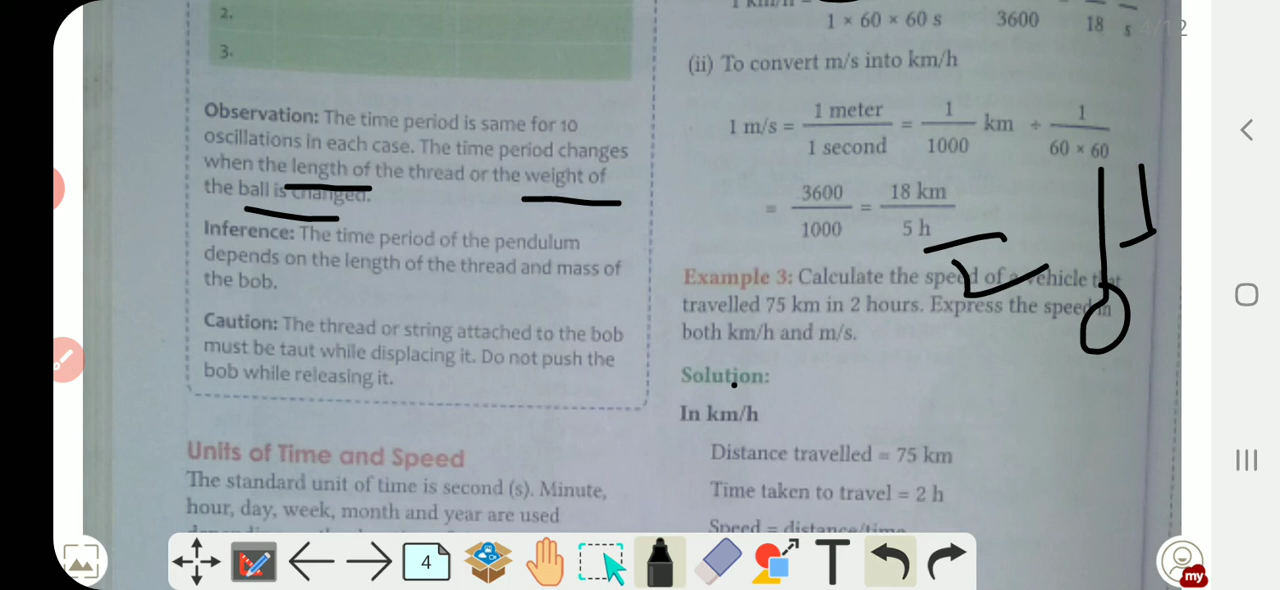 2.
3.
Observation: The time period is same for 10
oscillations in each case. The time period changes
when the length of the thread or the weight of
the ball is changed.
Inference: The time period of the pendulum
depends on the length of the thread and mass of
the bob.
Caution: The thread or string attached to the bob
must be taut while displacing it. Do not push the
bob while releasing it.
Units of Time and Speed
The standard unit of time is second (s). Minute,
hour, day, week, month and year are used
1 × 60 × 60 s 3600 18 s
4/12
(ii) To convert m/s into km/h
1 m/s = 1 meter / 1 second = 1 / 1000 km ÷ 1 / 60 × 60
= 3600 / 1000 = 18 km / 5 h
Example 3: Calculate the speed of a vehicle that
travelled 75 km in 2 hours. Express the speed in
both km/h and m/s.
Solution:
In km/h
Distance travelled = 75 km
Time taken to travel = 2 h
Speed = distance/time
4
T
my